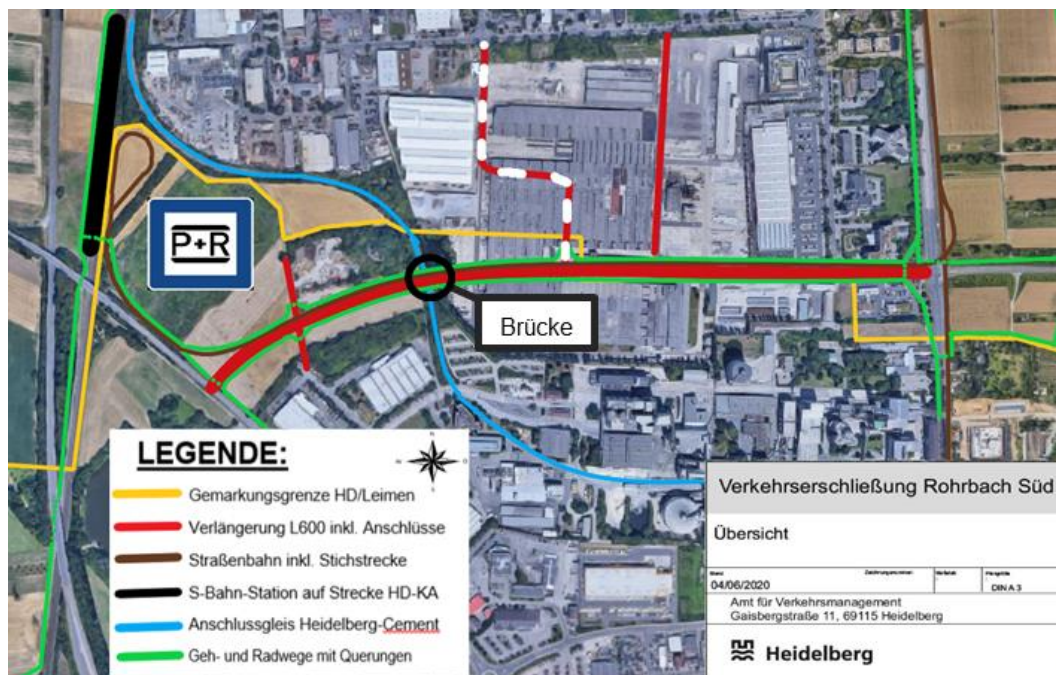 P+R
Brücke
LEGENDE:
Gemarkungsgrenze HD/Leimen
Verlängerung L600 inkl. Anschlüsse
Straßenbahn inkl. Stichstrecke
S-Bahn-Station auf Strecke HD-KA
Anschlussgleis Heidelberg-Cement
Geh- und Radwege mit Querungen
Verkehrserschließung Rohrbach Süd
Übersicht
04/06/2020
DIN A 3
Amt für Verkehrsmanagement
Gaisbergstraße 11, 69115 Heidelberg
Heidelberg